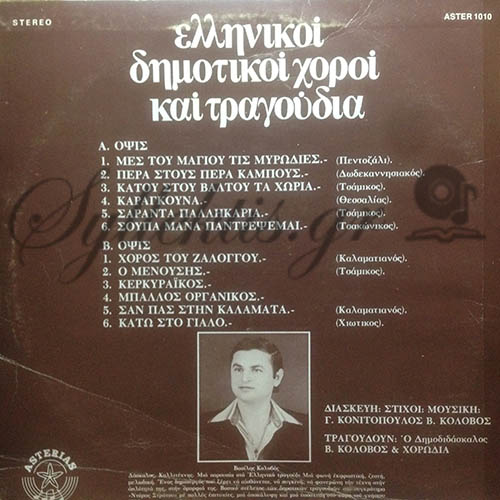 STEREO
ASTER 1010
ελληνικοί
δημοτικοί χοροί
καί τραγούδια
Α. ΟΨΙΣ
1. ΜΕΣ ΤΟΥ ΜΑΓΙΟΥ ΤΙΣ ΜΥΡΩΔΙΕΣ.- (Πεντοζάλι).
2. ΠΕΡΑ ΣΤΟΥΣ ΠΕΡΑ ΚΑΜΠΟΥΣ.- (Δωδεκαννησιακός).
3. ΚΑΤΟΥ ΣΤΟΥ ΒΑΛΤΟΥ ΤΑ ΧΩΡΙΑ.- (Τσάμικος).
4. ΚΑΡΑΓΚΟΥΝΑ.- (Θεσσαλίας).
5. ΣΑΡΑΝΤΑ ΠΑΛΛΗΚΑΡΙΑ.- (Τσάμικος).
6. ΣΟΥΠΑ ΜΑΝΑ ΠΑΝΤΡΕΨΕΜΑΙ.- (Τσακώνικος).
Β. ΟΨΙΣ
1. ΧΟΡΟΣ ΤΟΥ ΖΑΛΟΓΓΟΥ.- (Καλαματιανός).
2. Ο ΜΕΝΟΥΣΗΣ.- (Τσάμικος).
3. ΚΕΡΚΥΡΑΪΚΟΣ.-
4. ΜΠΑΛΛΟΣ ΟΡΓΑΝΙΚΟΣ.-
5. ΣΑΝ ΠΑΣ ΣΤΗΝ ΚΑΛΑΜΑΤΑ.- (Καλαματιανός).
6. ΚΑΤΩ ΣΤΟ ΓΙΑΛΟ.- (Χιωτικος).
Syllektis.gr
ΔΙΑΣΚΕΥΗ: ΣΤΙΧΟΙ: ΜΟΥΣΙΚΗ:
Γ. ΚΟΝΙΤΟΠΟΥΛΟΣ Β. ΚΟΛΟΒΟΣ
ΤΡΑΓΟΥΔΟΥΝ: Ὁ Δημοδιδάσκαλος
Β. ΚΟΛΟΒΟΣ & ΧΟΡΩΔΙΑ
ASTERIAS
Βασίλης Κολοβός